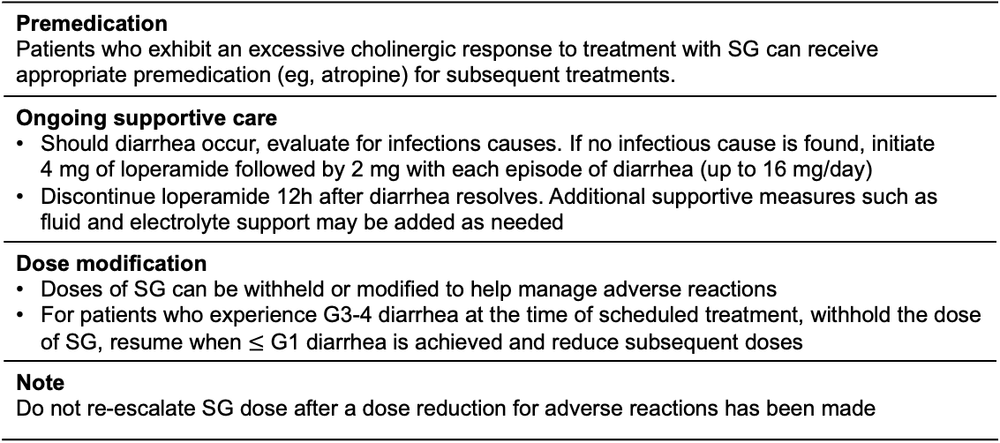 Premedication
Patients who exhibit an excessive cholinergic response to treatment with SG can receive
appropriate premedication (eg, atropine) for subsequent treatments.
Ongoing supportive care
• Should diarrhea occur, evaluate for infections causes. If no infectious cause is found, initiate
4 mg of loperamide followed by 2 mg with each episode of diarrhea (up to 16 mg/day)
• Discontinue loperamide 12h after diarrhea resolves. Additional supportive measures such as
fluid and electrolyte support may be added as needed
Dose modification
• Doses of SG can be withheld or modified to help manage adverse reactions
• For patients who experience G3-4 diarrhea at the time of scheduled treatment, withhold the dose
of SG, resume when ≤ G1 diarrhea is achieved and reduce subsequent doses
Note
Do not re-escalate SG dose after a dose reduction for adverse reactions has been made